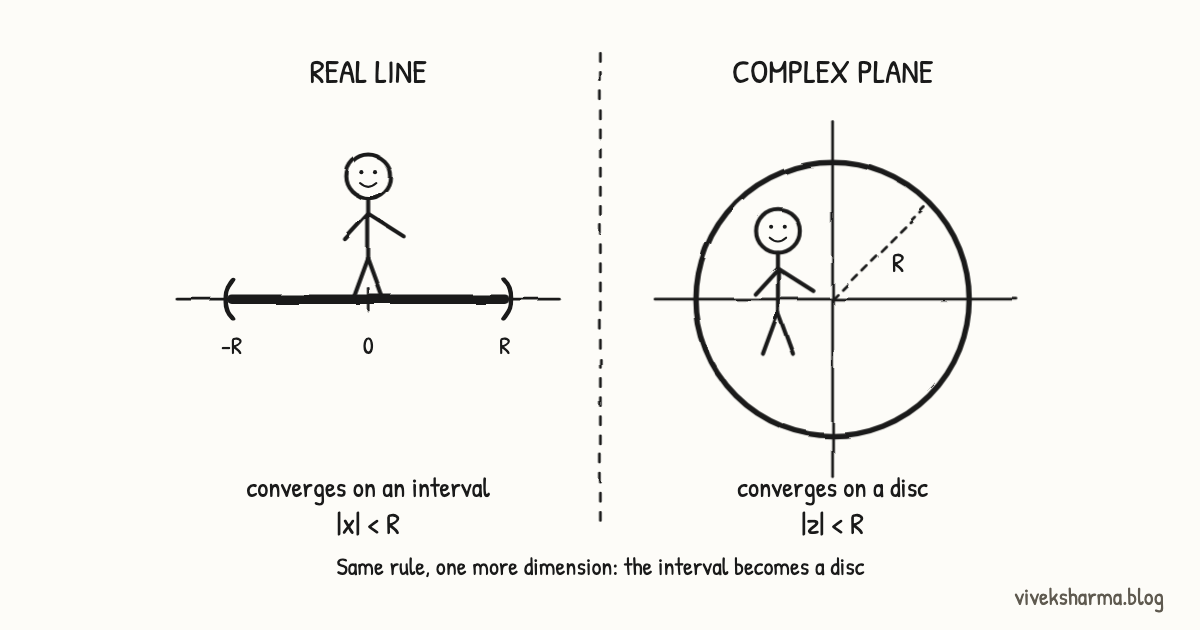 REAL LINE
COMPLEX PLANE
R
-R
0
R
converges on an interval
|x| < R
converges on a disc
|z| < R
Same rule, one more dimension: the interval becomes a disc
viveksharma.blog